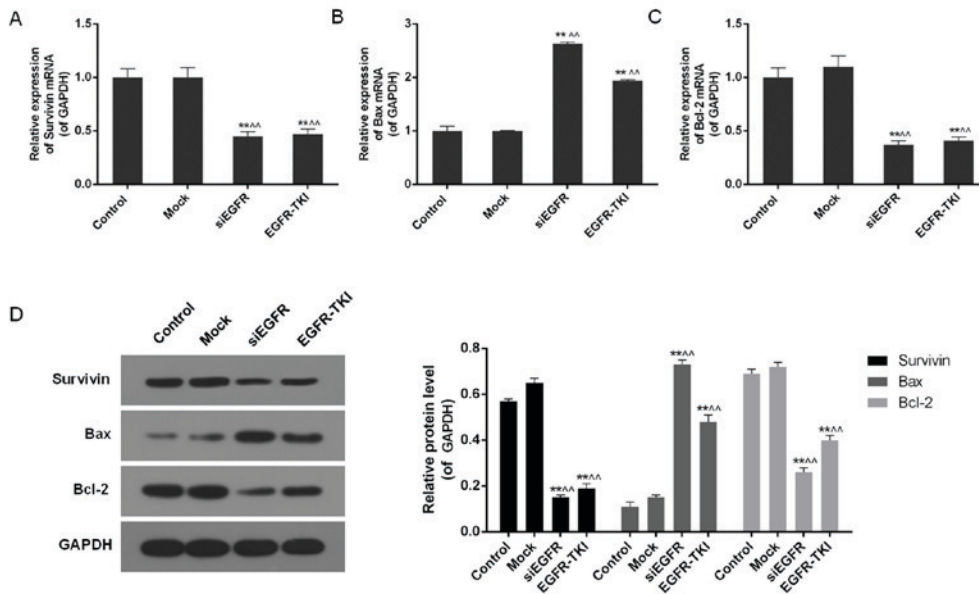 A
Relative expression
of Survivin mRNA
(of GAPDH)
1.5
1.0
0.5
0.0
**^^
**^^
Control
Mock
siEGFR
EGFR-TKI
B
Relative expression
of Bax mRNA
(of GAPDH)
3
2
1
0
** ^^
** ^^
Control
Mock
siEGFR
EGFR-TKI
C
Relative expression
of Bcl-2 mRNA
(of GAPDH)
1.5
1.0
0.5
0.0
**^^
**^^
Control
Mock
siEGFR
EGFR-TKI
D
Control
Mock
siEGFR
EGFR-TKI
Survivin
Bax
Bcl-2
GAPDH
Relative protein level
(of GAPDH)
0.8
0.6
0.4
0.2
0.0
**^^
**^^
**^^
**^^
**^^
**^^
Control
Mock
siEGFR
EGFR-TKI
Control
Mock
siEGFR
EGFR-TKI
Control
Mock
siEGFR
EGFR-TKI
Survivin
Bax
Bcl-2